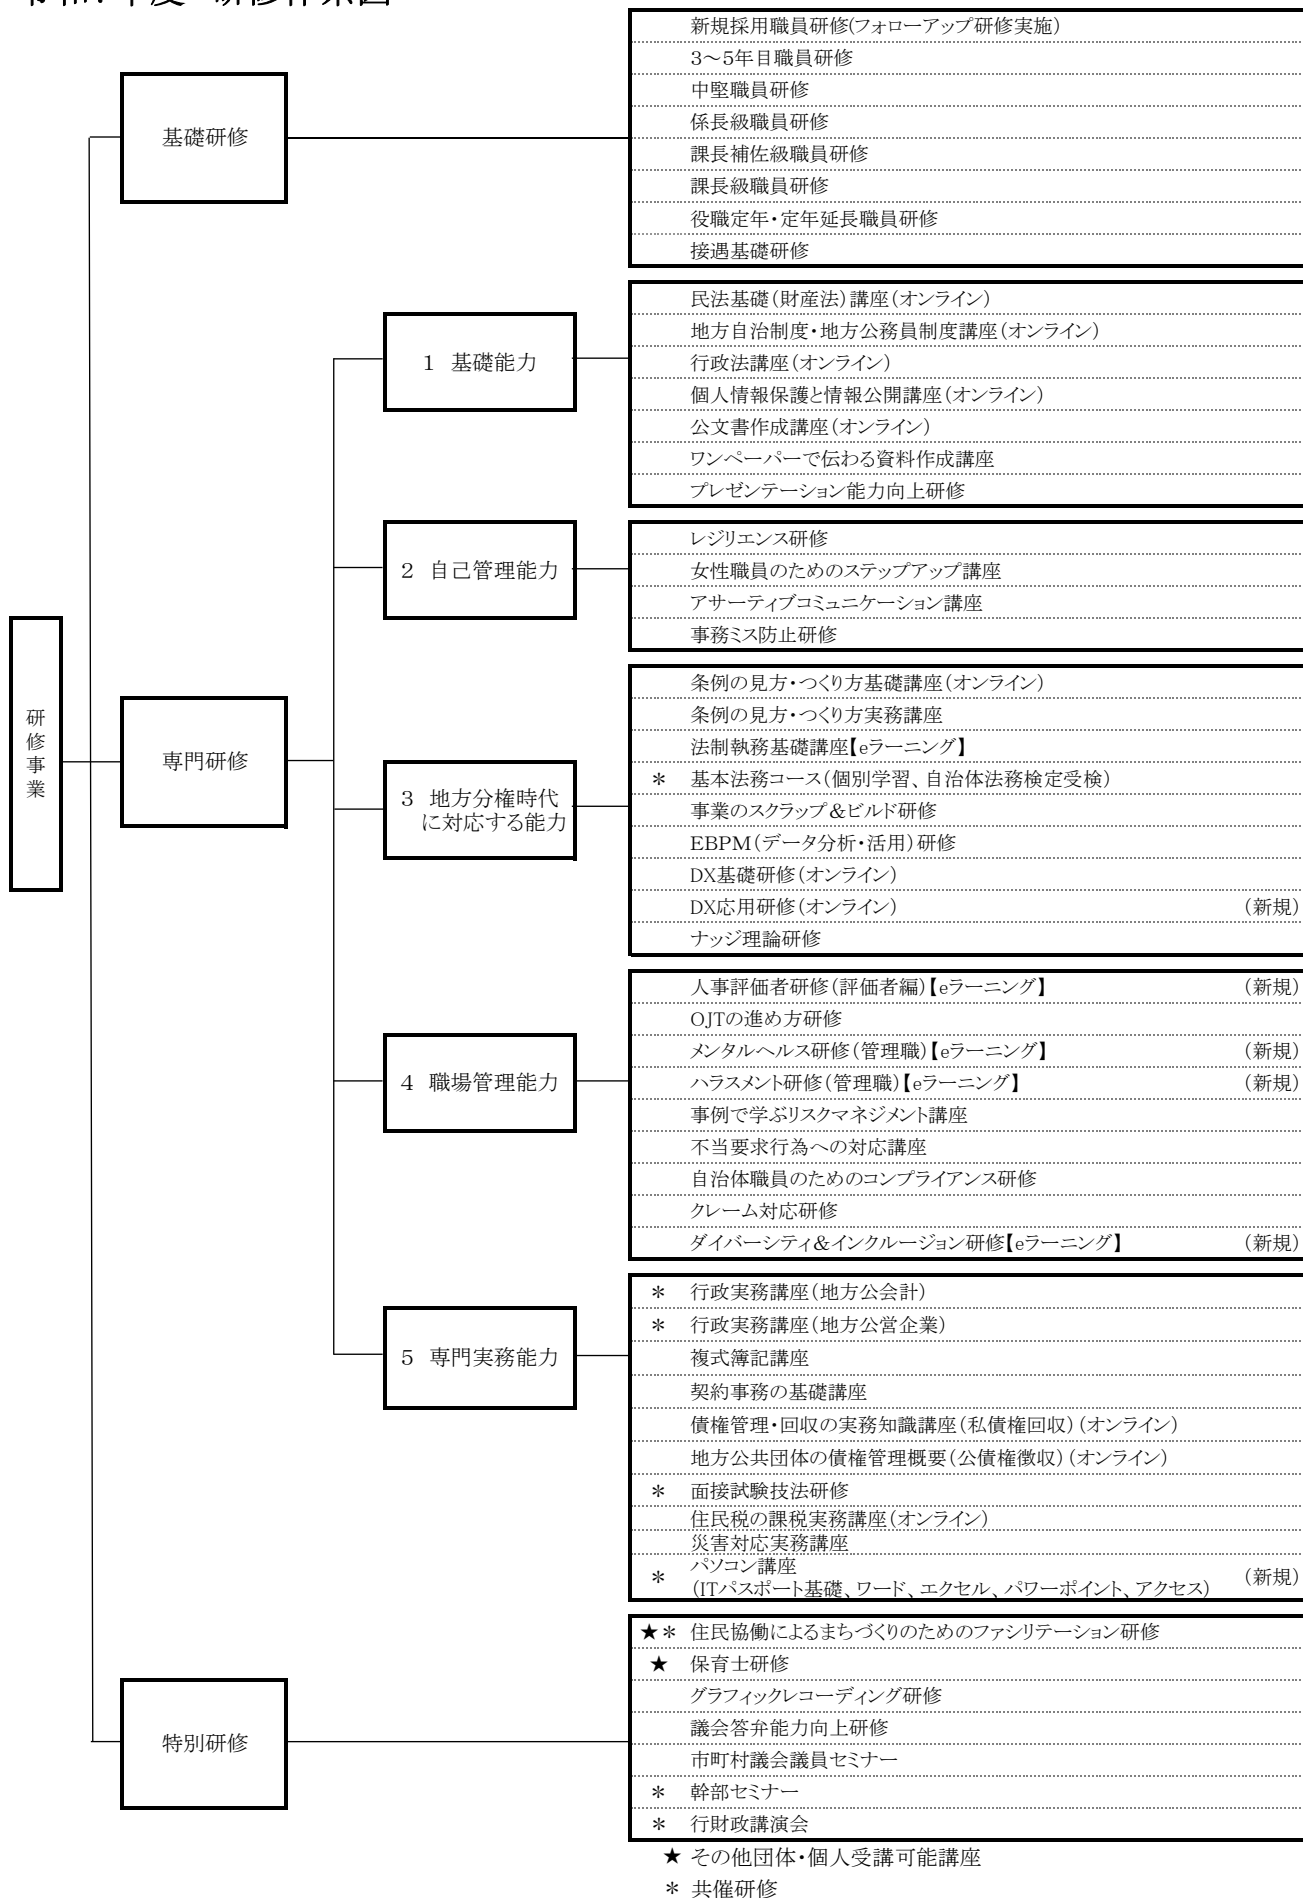 新規採用職員研修(フォローアップ研修実施)
3～5年目職員研修
中堅職員研修
係長級職員研修
課長補佐級職員研修
課長級職員研修
役職定年・定年延長職員研修
接遇基礎研修
基礎研修
民法基礎(財産法)講座(オンライン)
地方自治制度・地方公務員制度講座(オンライン)
行政法講座(オンライン)
個人情報保護と情報公開講座(オンライン)
公文書作成講座(オンライン)
ワンペーパーで伝わる資料作成講座
プレゼンテーション能力向上研修
1 基礎能力
レジリエンス研修
女性職員のためのステップアップ講座
アサーティブコミュニケーション講座
事務ミス防止研修
2 自己管理能力
研修事業
専門研修
条例の見方・つくり方基礎講座(オンライン)
条例の見方・つくり方実務講座
法制執務基礎講座【eラーニング】
＊ 基本法務コース(個別学習、自治体法務検定受検)
事業のスクラップ＆ビルド研修
EBPM(データ分析・活用)研修
DX基礎研修(オンライン)
DX応用研修(オンライン) (新規)
ナッジ理論研修
3 地方分権時代
に対応する能力
人事評価者研修(評価者編)【eラーニング】 (新規)
OJTの進め方研修
メンタルヘルス研修(管理職)【eラーニング】 (新規)
ハラスメント研修(管理職)【eラーニング】 (新規)
事例で学ぶリスクマネジメント講座
不当要求行為への対応講座
自治体職員のためのコンプライアンス研修
クレーム対応研修
ダイバーシティ＆インクルージョン研修【eラーニング】 (新規)
4 職場管理能力
＊ 行政実務講座(地方公会計)
＊ 行政実務講座(地方公営企業)
複式簿記講座
契約事務の基礎講座
債権管理・回収の実務知識講座(私債権回収)(オンライン)
地方公共団体の債権管理概要(公債権徴収)(オンライン)
＊ 面接試験技法研修
住民税の課税実務講座(オンライン)
災害対応実務講座
＊ パソコン講座 (新規)
(ITパスポート基礎、ワード、エクセル、パワーポイント、アクセス)
5 専門実務能力
★＊ 住民協働によるまちづくりのためのファシリテーション研修
★ 保育士研修
グラフィックレコーディング研修
議会答弁能力向上研修
市町村議会議員セミナー
＊ 幹部セミナー
＊ 行財政講演会
特別研修
★ その他団体・個人受講可能講座
＊ 共催研修